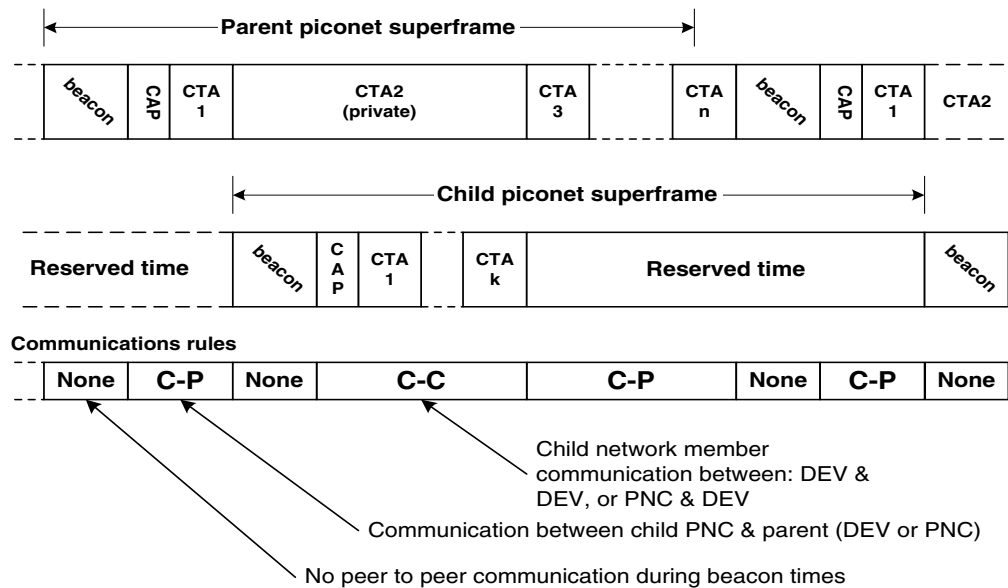 Parent piconet superframe
beacon
CAP
CTA
1
CTA2
(private)
CTA
3
CTA
n
beacon
CAP
CTA
1
CTA2
Child piconet superframe
Reserved time
beacon
C
A
P
CTA
1
CTA
k
Reserved time
beacon
Communications rules
None
C-P
None
C-C
C-P
None
C-P
None
Child network member
communication between: DEV &
DEV, or PNC & DEV
Communication between child PNC & parent (DEV or PNC)
No peer to peer communication during beacon times